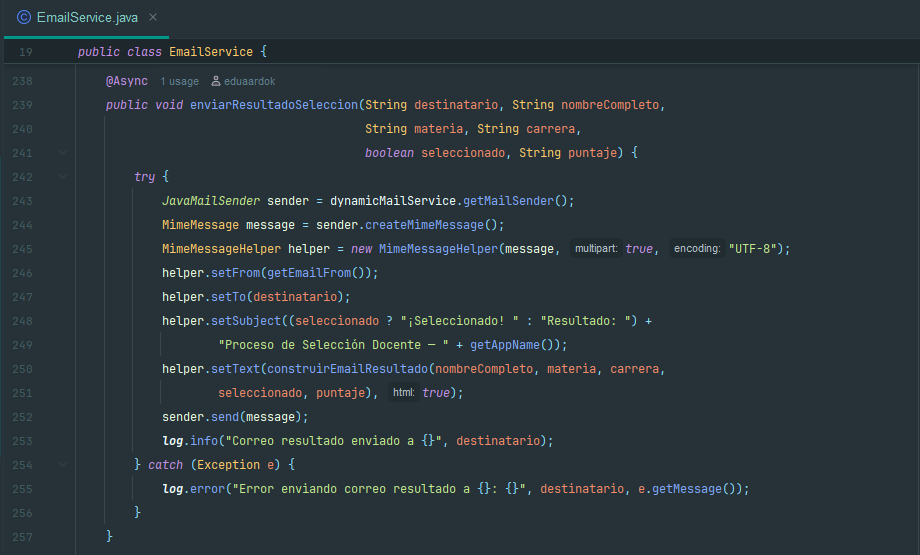 EmailService.java
19 public class EmailService {
238 @Async 1 usage eduaardok
239 public void enviarResultadoSeleccion(String destinatario, String nombreCompleto,
240 String materia, String carrera,
241 boolean seleccionado, String puntaje) {
242 try {
243 JavaMailSender sender = dynamicMailService.getMailSender();
244 MimeMessage message = sender.createMimeMessage();
245 MimeMessageHelper helper = new MimeMessageHelper(message, multipart: true, encoding: "UTF-8");
246 helper.setFrom(getEmailFrom());
247 helper.setTo(destinatario);
248 helper.setSubject((seleccionado ? "¡Seleccionado! " : "Resultado: ") +
249 "Proceso de Selección Docente — " + getAppName());
250 helper.setText(construirEmailResultado(nombreCompleto, materia, carrera,
251 seleccionado, puntaje), html: true);
252 sender.send(message);
253 log.info("Correo resultado enviado a {}", destinatario);
254 } catch (Exception e) {
255 log.error("Error enviando correo resultado a {}: {}", destinatario, e.getMessage());
256 }
257 }